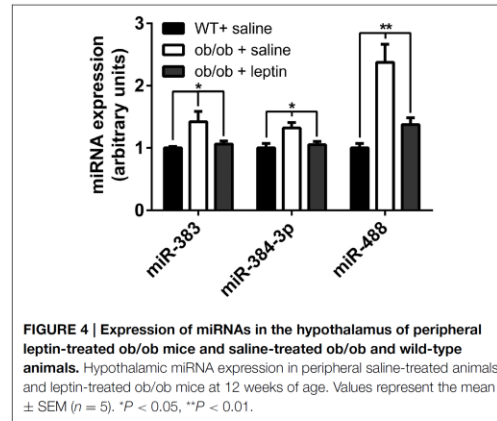 miRNA expression
(arbitrary units)
3
2
1
0
WT+ saline
ob/ob + saline
ob/ob + leptin
*
*
**
miR-383
miR-384-3p
miR-488
FIGURE 4 | Expression of miRNAs in the hypothalamus of peripheral
leptin-treated ob/ob mice and saline-treated ob/ob and wild-type
animals. Hypothalamic miRNA expression in peripheral saline-treated animals
and leptin-treated ob/ob mice at 12 weeks of age. Values represent the mean
± SEM (n = 5). *P < 0.05, **P < 0.01.